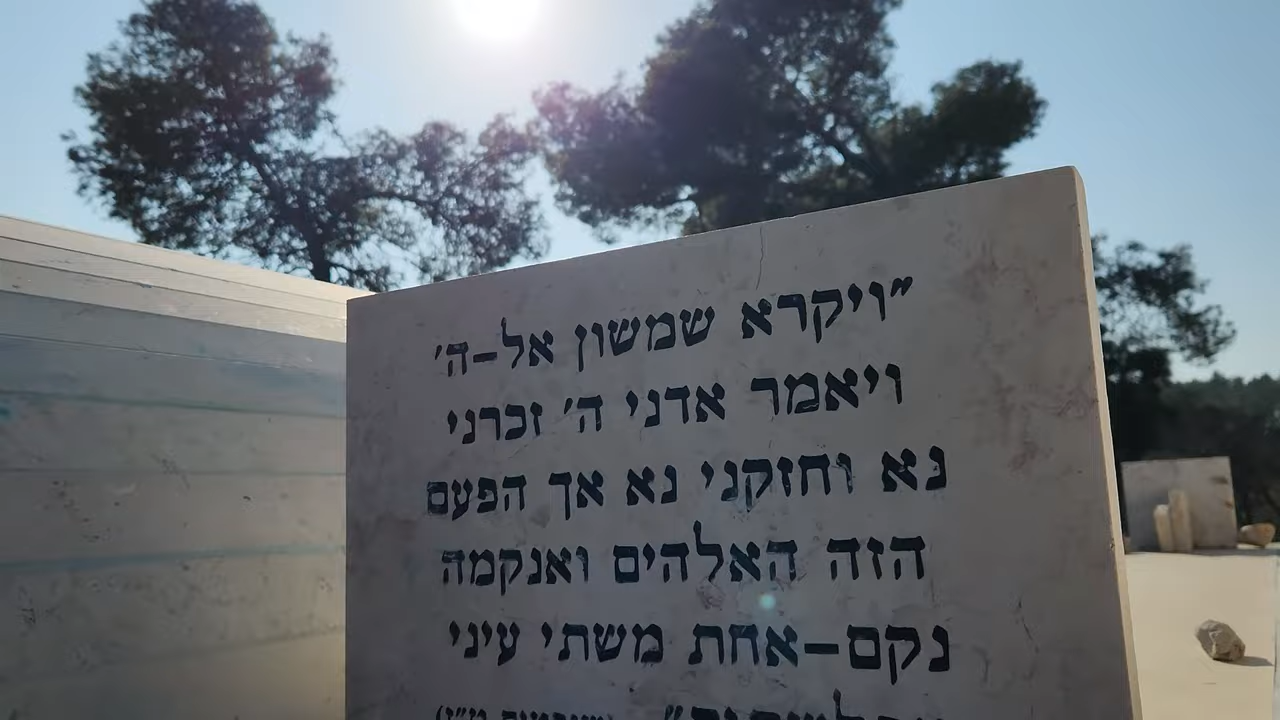 "ויקרא שמשון אל-ה'
ויאמר אדני ה' זכרני
נא וחזקני נא אך הפעם
הזה האלהים ואנקמה
נקם-אחת משתי עיני